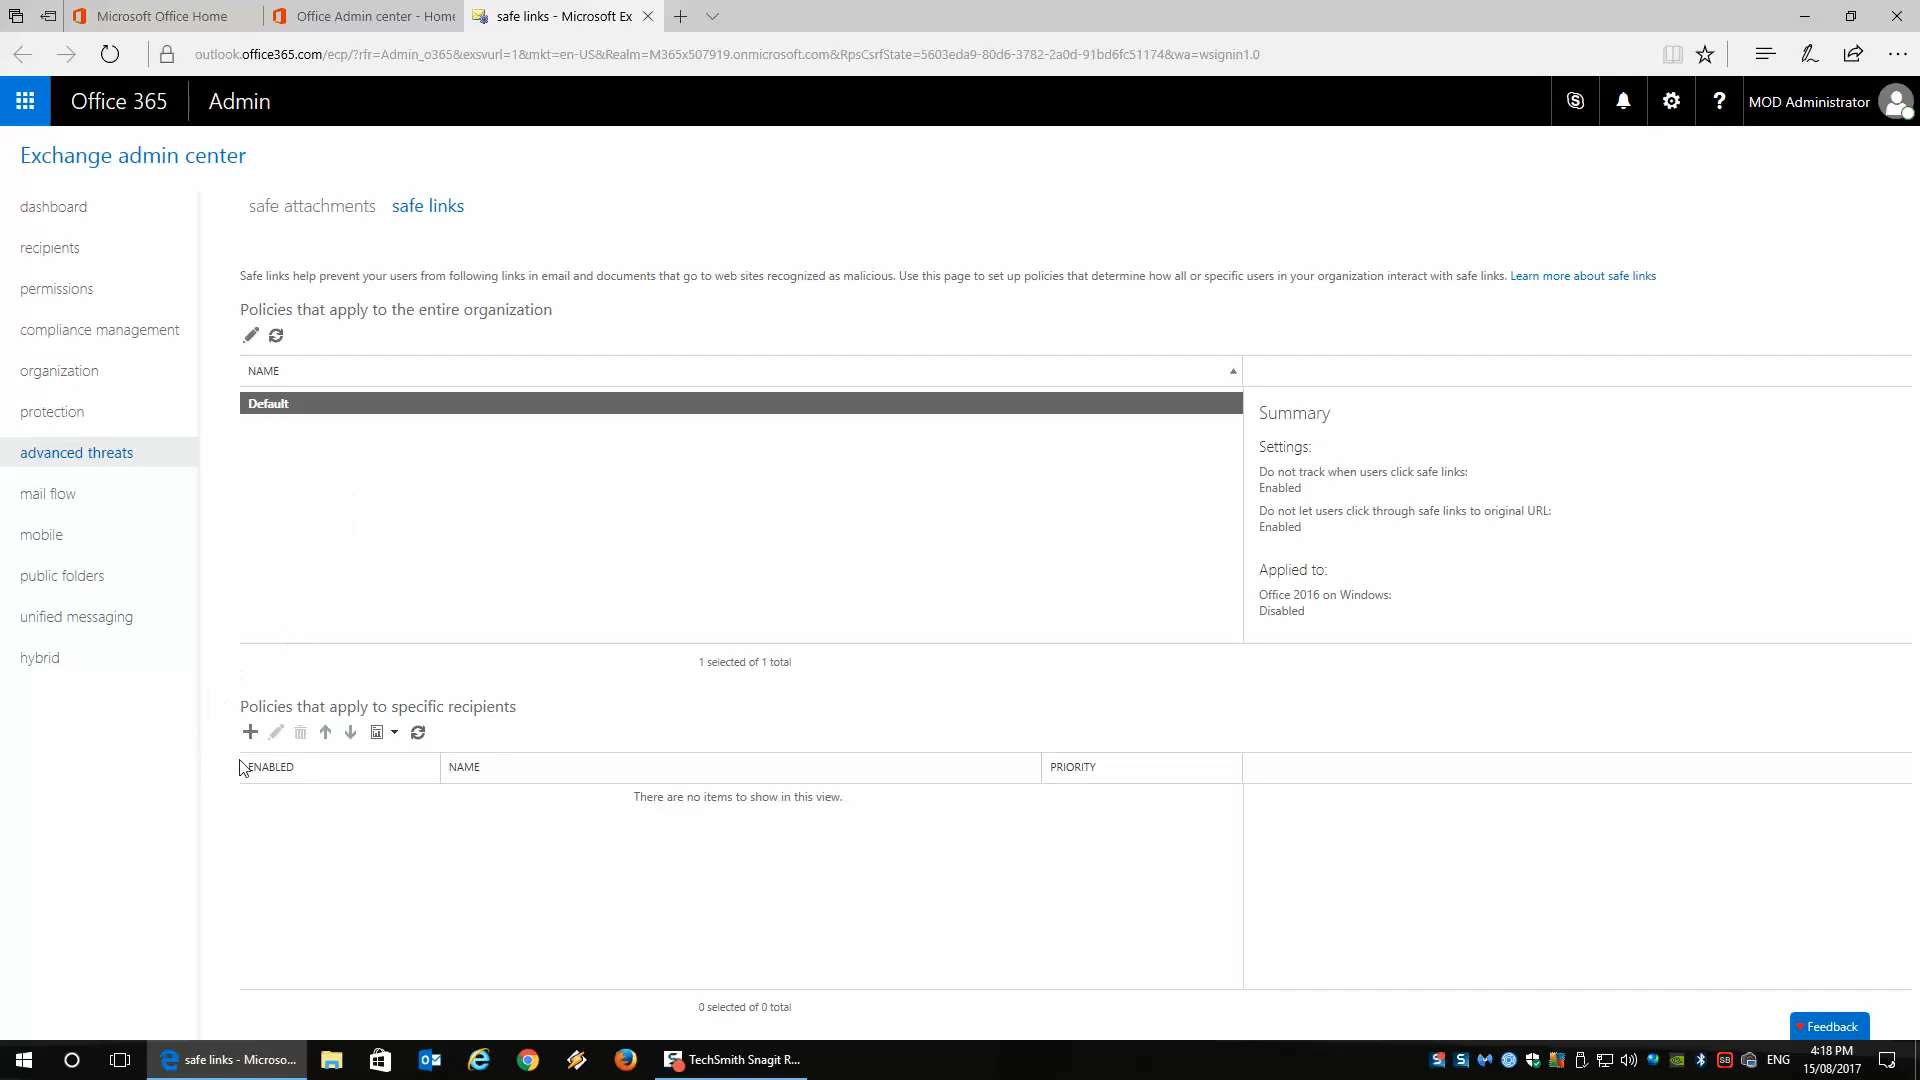 Microsoft Office Home
Office Admin center - Home
safe links - Microsoft Ex
outlook.office365.com/ecp/?rfr=Admin_o365&exsvurl=1&mkt=en-US&Realm=M365x507919.onmicrosoft.com&RpsCsrfState=5603eda9-80d6-3782-2a0d-91bd6fc51174&wa=wsignin1.0
Office 365
Admin
MOD Administrator
Exchange admin center
dashboard
recipients
permissions
compliance management
organization
protection
advanced threats
mail flow
mobile
public folders
unified messaging
hybrid
safe attachments
safe links
Safe links help prevent your users from following links in email and documents that go to web sites recognized as malicious. Use this page to set up policies that determine how all or specific users in your organization interact with safe links. Learn more about safe links
Policies that apply to the entire organization
NAME
Default
Summary
Settings:
Do not track when users click safe links:
Enabled
Do not let users click through safe links to original URL:
Enabled
Applied to:
Office 2016 on Windows:
Disabled
1 selected of 1 total
Policies that apply to specific recipients
ENABLED
NAME
PRIORITY
There are no items to show in this view.
0 selected of 0 total
Feedback
safe links - Microso...
TechSmith Snagit R...
ENG
4:18 PM
15/08/2017